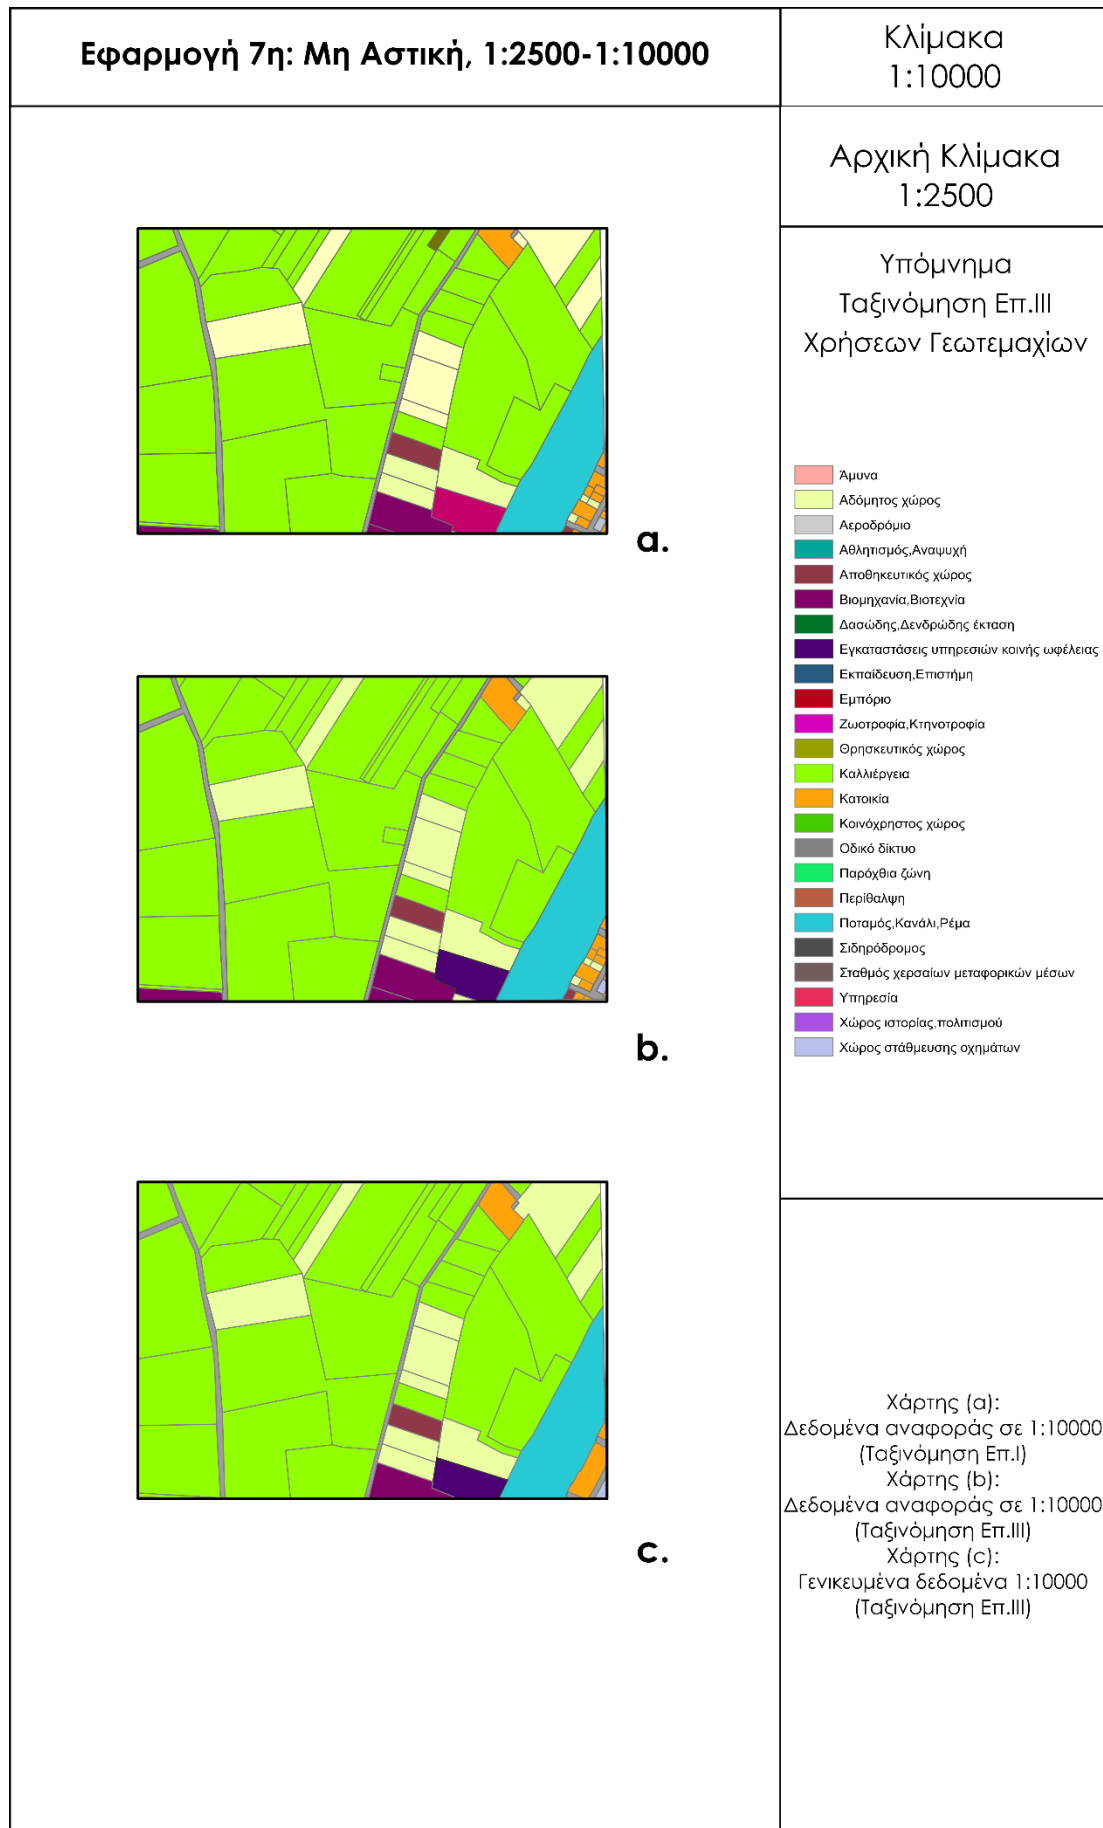 Εφαρμογή 7η: Μη Αστική, 1:2500-1:10000
Κλίμακα
1:10000
Αρχική Κλίμακα
1:2500
Υπόμνημα
Ταξινόμηση Επ.III
Χρήσεων Γεωτεμαχίων
Άμυνα
Αδόμητος χώρος
Αεροδρόμιο
Αθλητισμός,Αναψυχή
Αποθηκευτικός χώρος
Βιομηχανία,Βιοτεχνία
Δασώδης,Δενδρώδης έκταση
Εγκαταστάσεις υπηρεσιών κοινής ωφέλειας
Εκπαίδευση,Επιστήμη
Εμπόριο
Ζωοτροφία,Κτηνοτροφία
Θρησκευτικός χώρος
Καλλιέργεια
Κατοικία
Κοινόχρηστος χώρος
Οδικό δίκτυο
Παρόχθια ζώνη
Περίθαλψη
Ποταμός,Κανάλι,Ρέμα
Σιδηρόδρομος
Σταθμός χερσαίων μεταφορικών μέσων
Υπηρεσία
Χώρος ιστορίας,πολιτισμού
Χώρος στάθμευσης οχημάτων
a.
b.
c.
Χάρτης (a):
Δεδομένα αναφοράς σε 1:10000
(Ταξινόμηση Επ.I)
Χάρτης (b):
Δεδομένα αναφοράς σε 1:10000
(Ταξινόμηση Επ.III)
Χάρτης (c):
Γενικευμένα δεδομένα 1:10000
(Ταξινόμηση Επ.III)